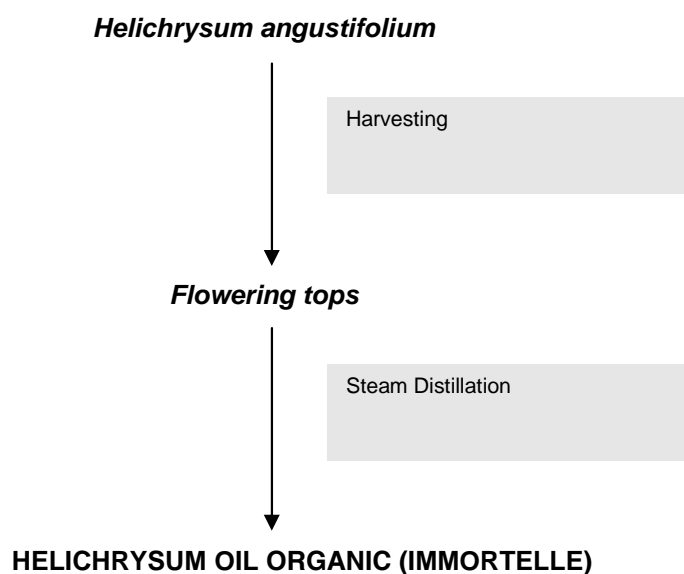 Helichrysum angustifolium
Harvesting
Flowering tops
Steam Distillation
HELICHRYSUM OIL ORGANIC (IMMORTELLE)